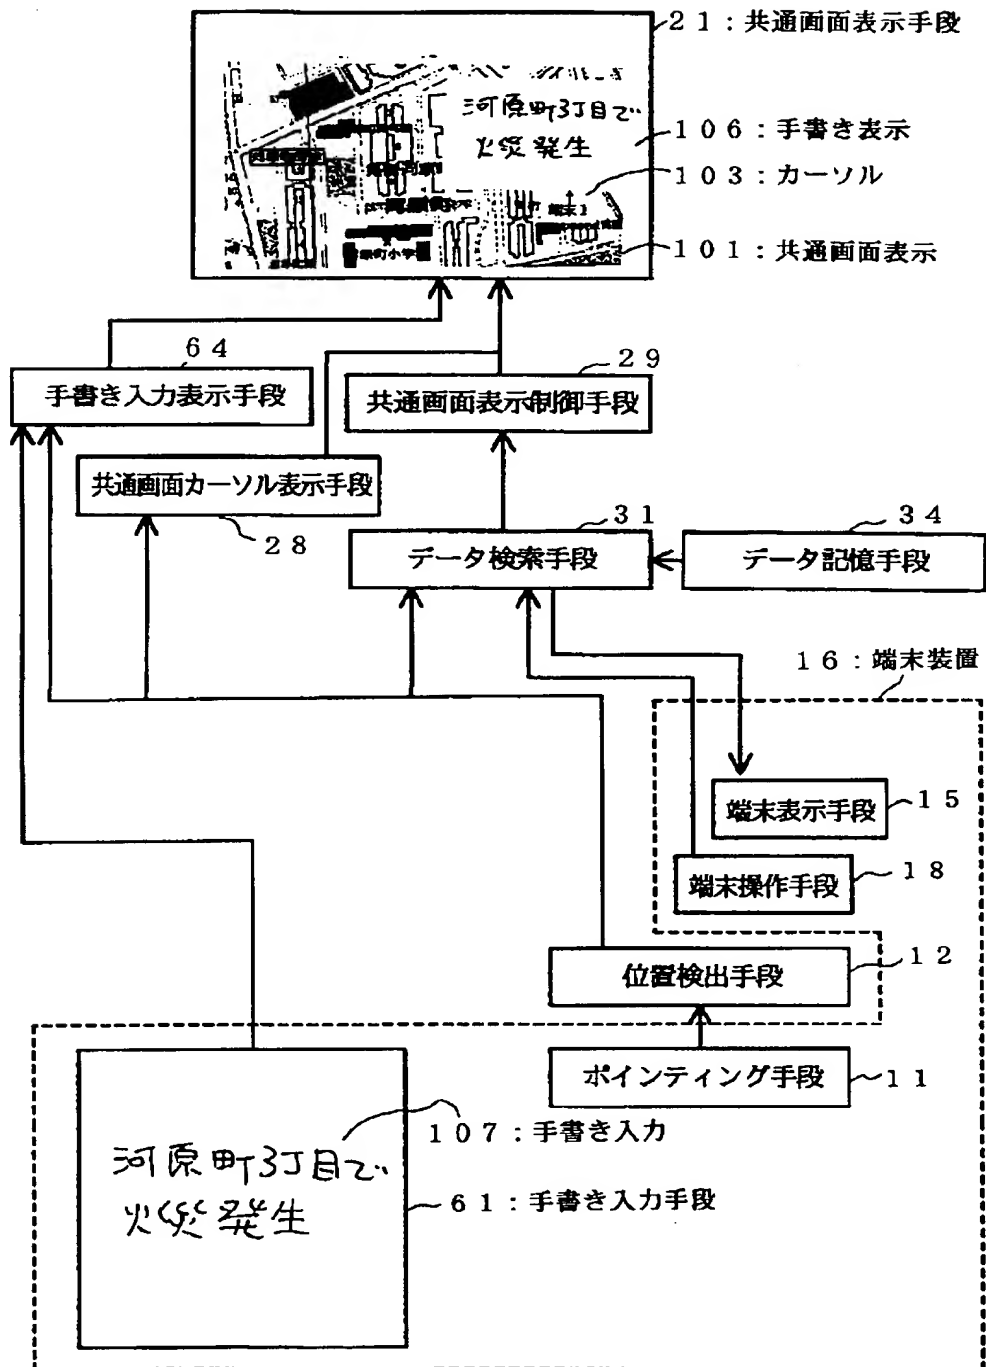 21：共通画面表示手段
河原町3丁目で
火災発生
106：手書き表示
103：カーソル
端末1
101：共通画面表示
64
29
手書き入力表示手段
共通画面表示制御手段
共通画面カーソル表示手段
28
31
34
データ検索手段
データ記憶手段
16：端末装置
端末表示手段
15
端末操作手段
18
位置検出手段
12
ポインティング手段
11
107：手書き入力
河原町3丁目で
火災発生
61：手書き入力手段